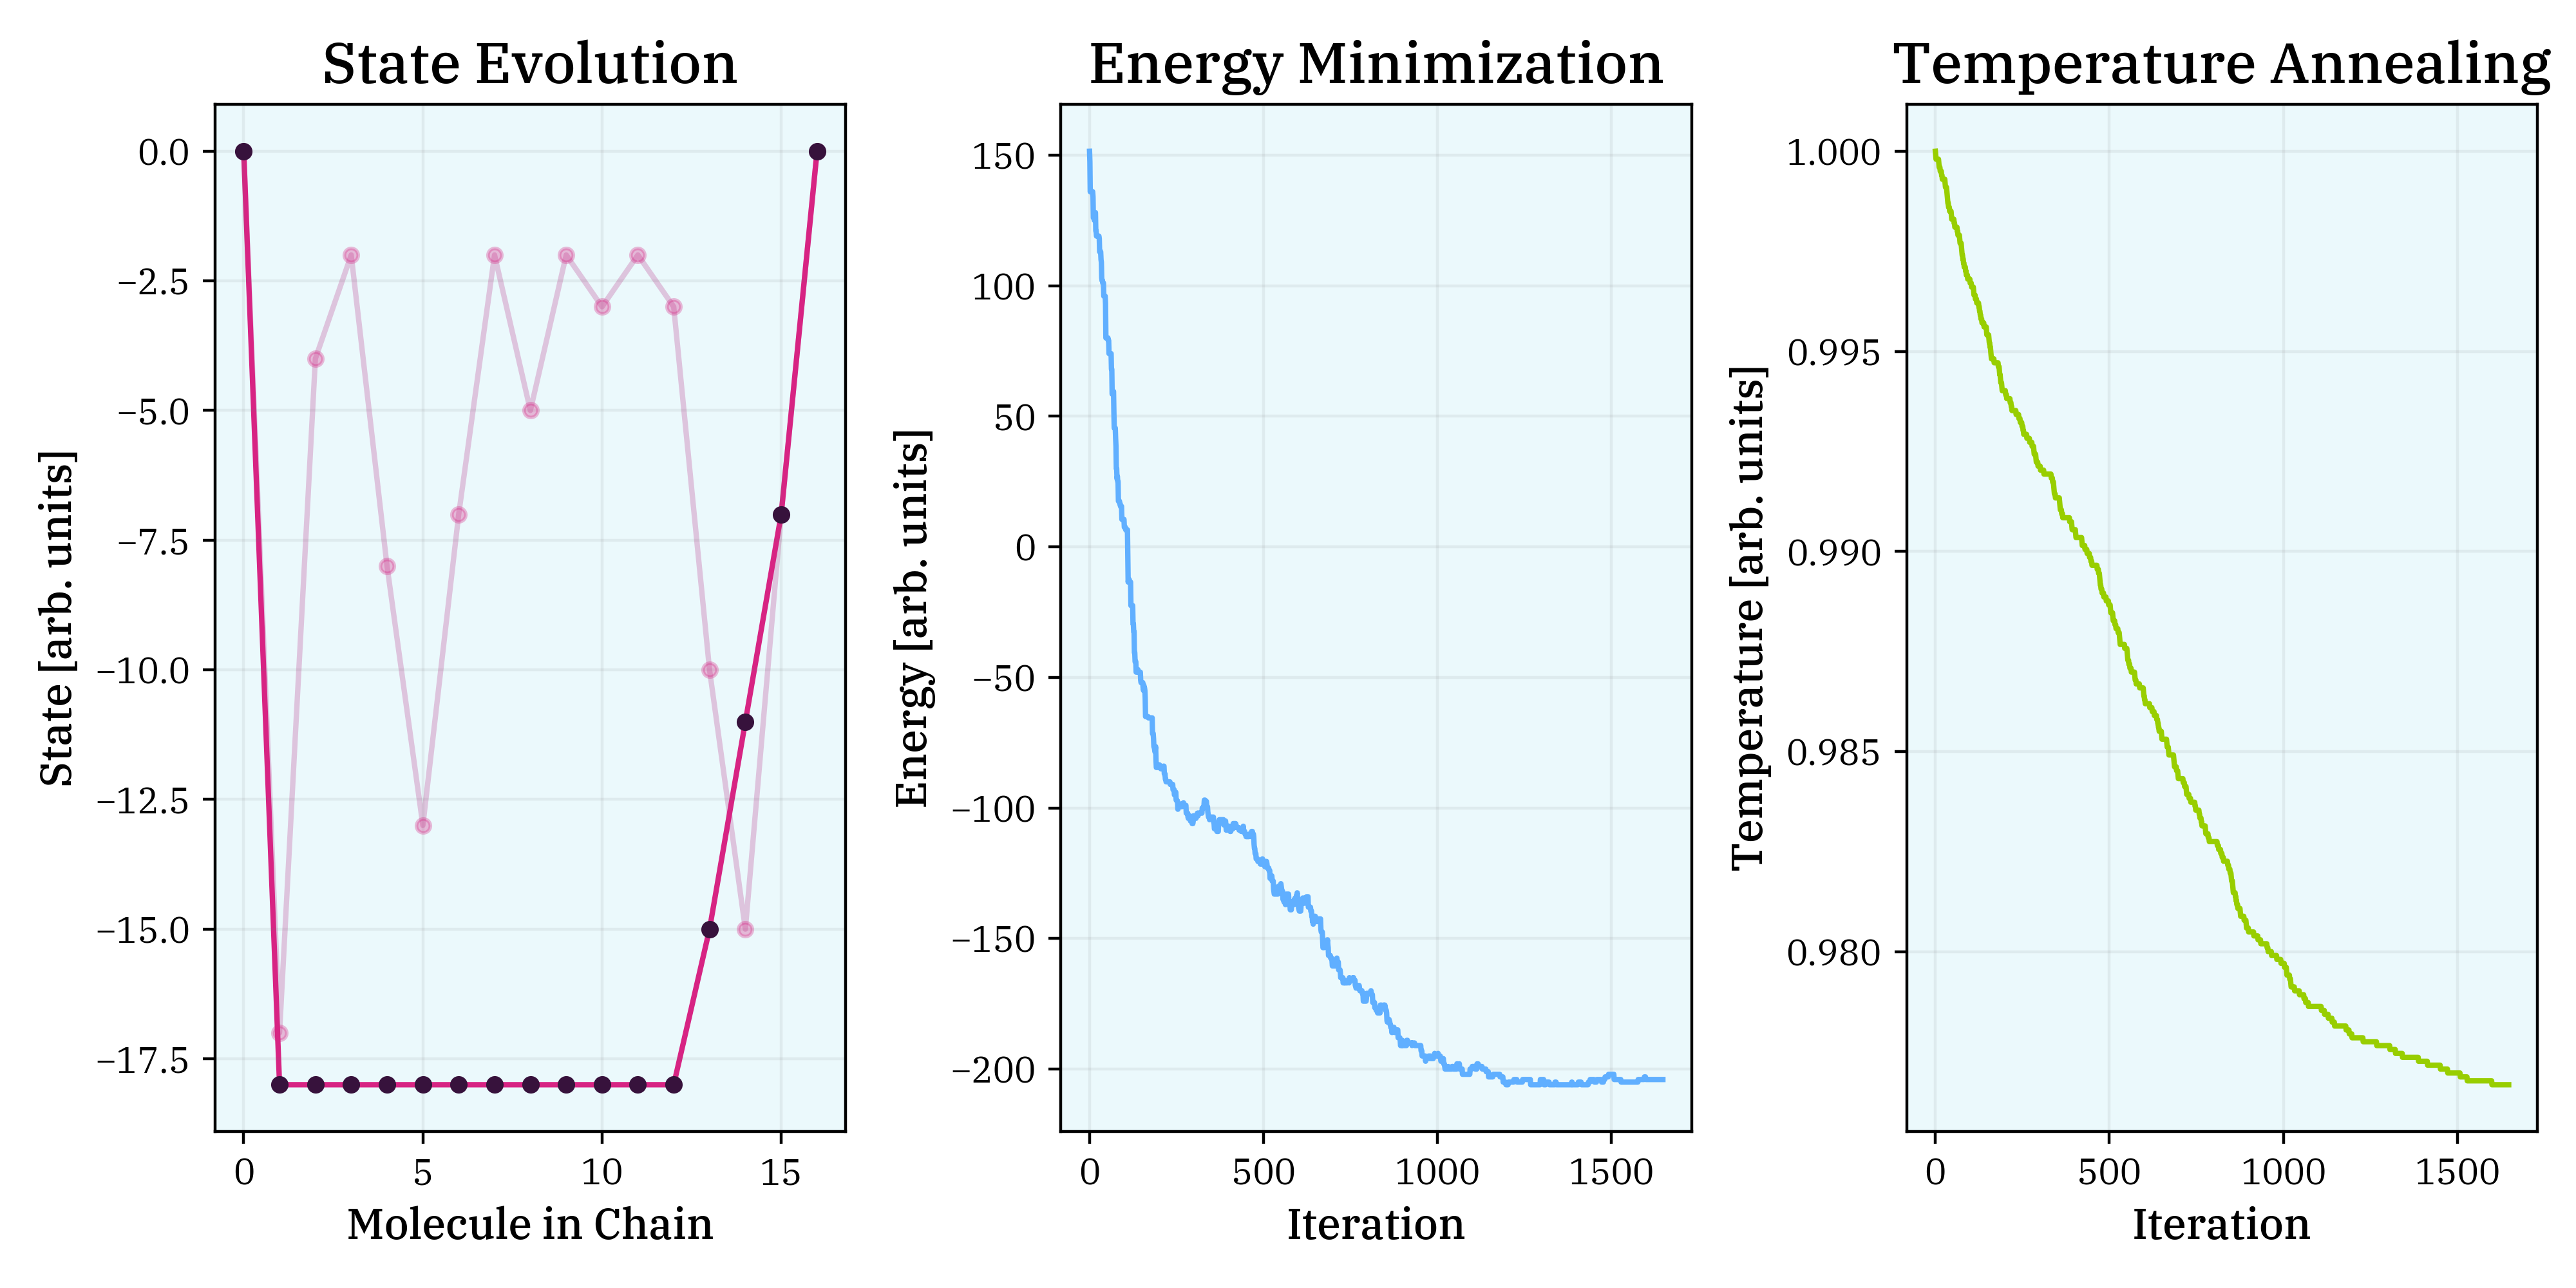 State Evolution
State [arb. units]
0.0
−2.5
−5.0
−7.5
−10.0
−12.5
−15.0
−17.5
0 5 10 15
Molecule in Chain
Energy Minimization
Energy [arb. units]
150
100
50
0
−50
−100
−150
−200
0 500 1000 1500
Iteration
Temperature Annealing
Temperature [arb. units]
1.000
0.995
0.990
0.985
0.980
0 500 1000 1500
Iteration